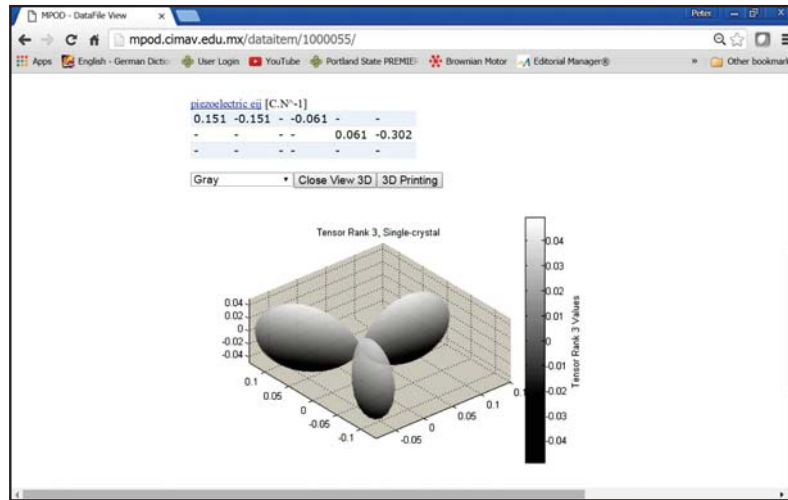 MPOD - DataFile View
Peter
mpod.cimav.edu.mx/dataitem/1000055/
Apps English - German Dictio User Login YouTube Portland State PREMIE Brownian Motor Editorial Manager® » Other bookmark
piezoelectric eij [C.N^-1]
0.151 -0.151 - -0.061 - -
- - - - 0.061 -0.302
- - - - - -
Gray Close View 3D 3D Printing
Tensor Rank 3, Single-crystal
0.04
0.02
0
-0.02
-0.04
0.1
0.05
0
-0.05
-0.1
-0.05
0
0.05
0.1
0.1
0.04
0.03
0.02
0.01
0
-0.01
-0.02
-0.03
-0.04
Tensor Rank 3 Values